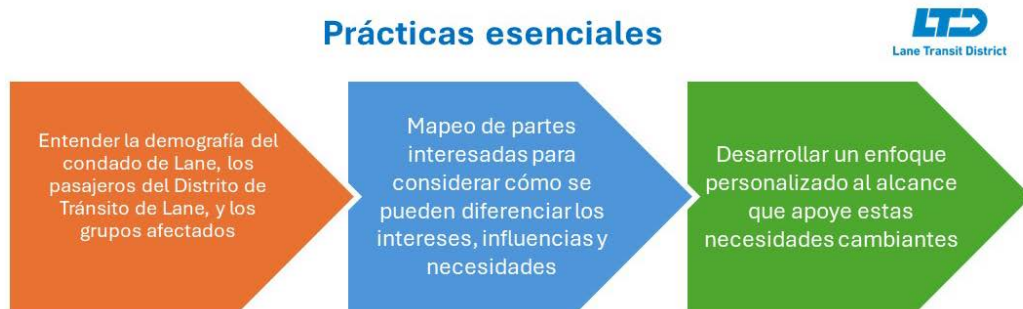 Prácticas esenciales
LTD
Lane Transit District
Entender la demografía del
condado de Lane, los
pasajeros del Distrito de
Tránsito de Lane, y los
grupos afectados
Mapeo de partes
interesadas para
considerar cómo se
pueden diferenciar los
intereses, influencias y
necesidades
Desarrollar un enfoque
personalizado al alcance
que apoye estas
necesidades cambiantes